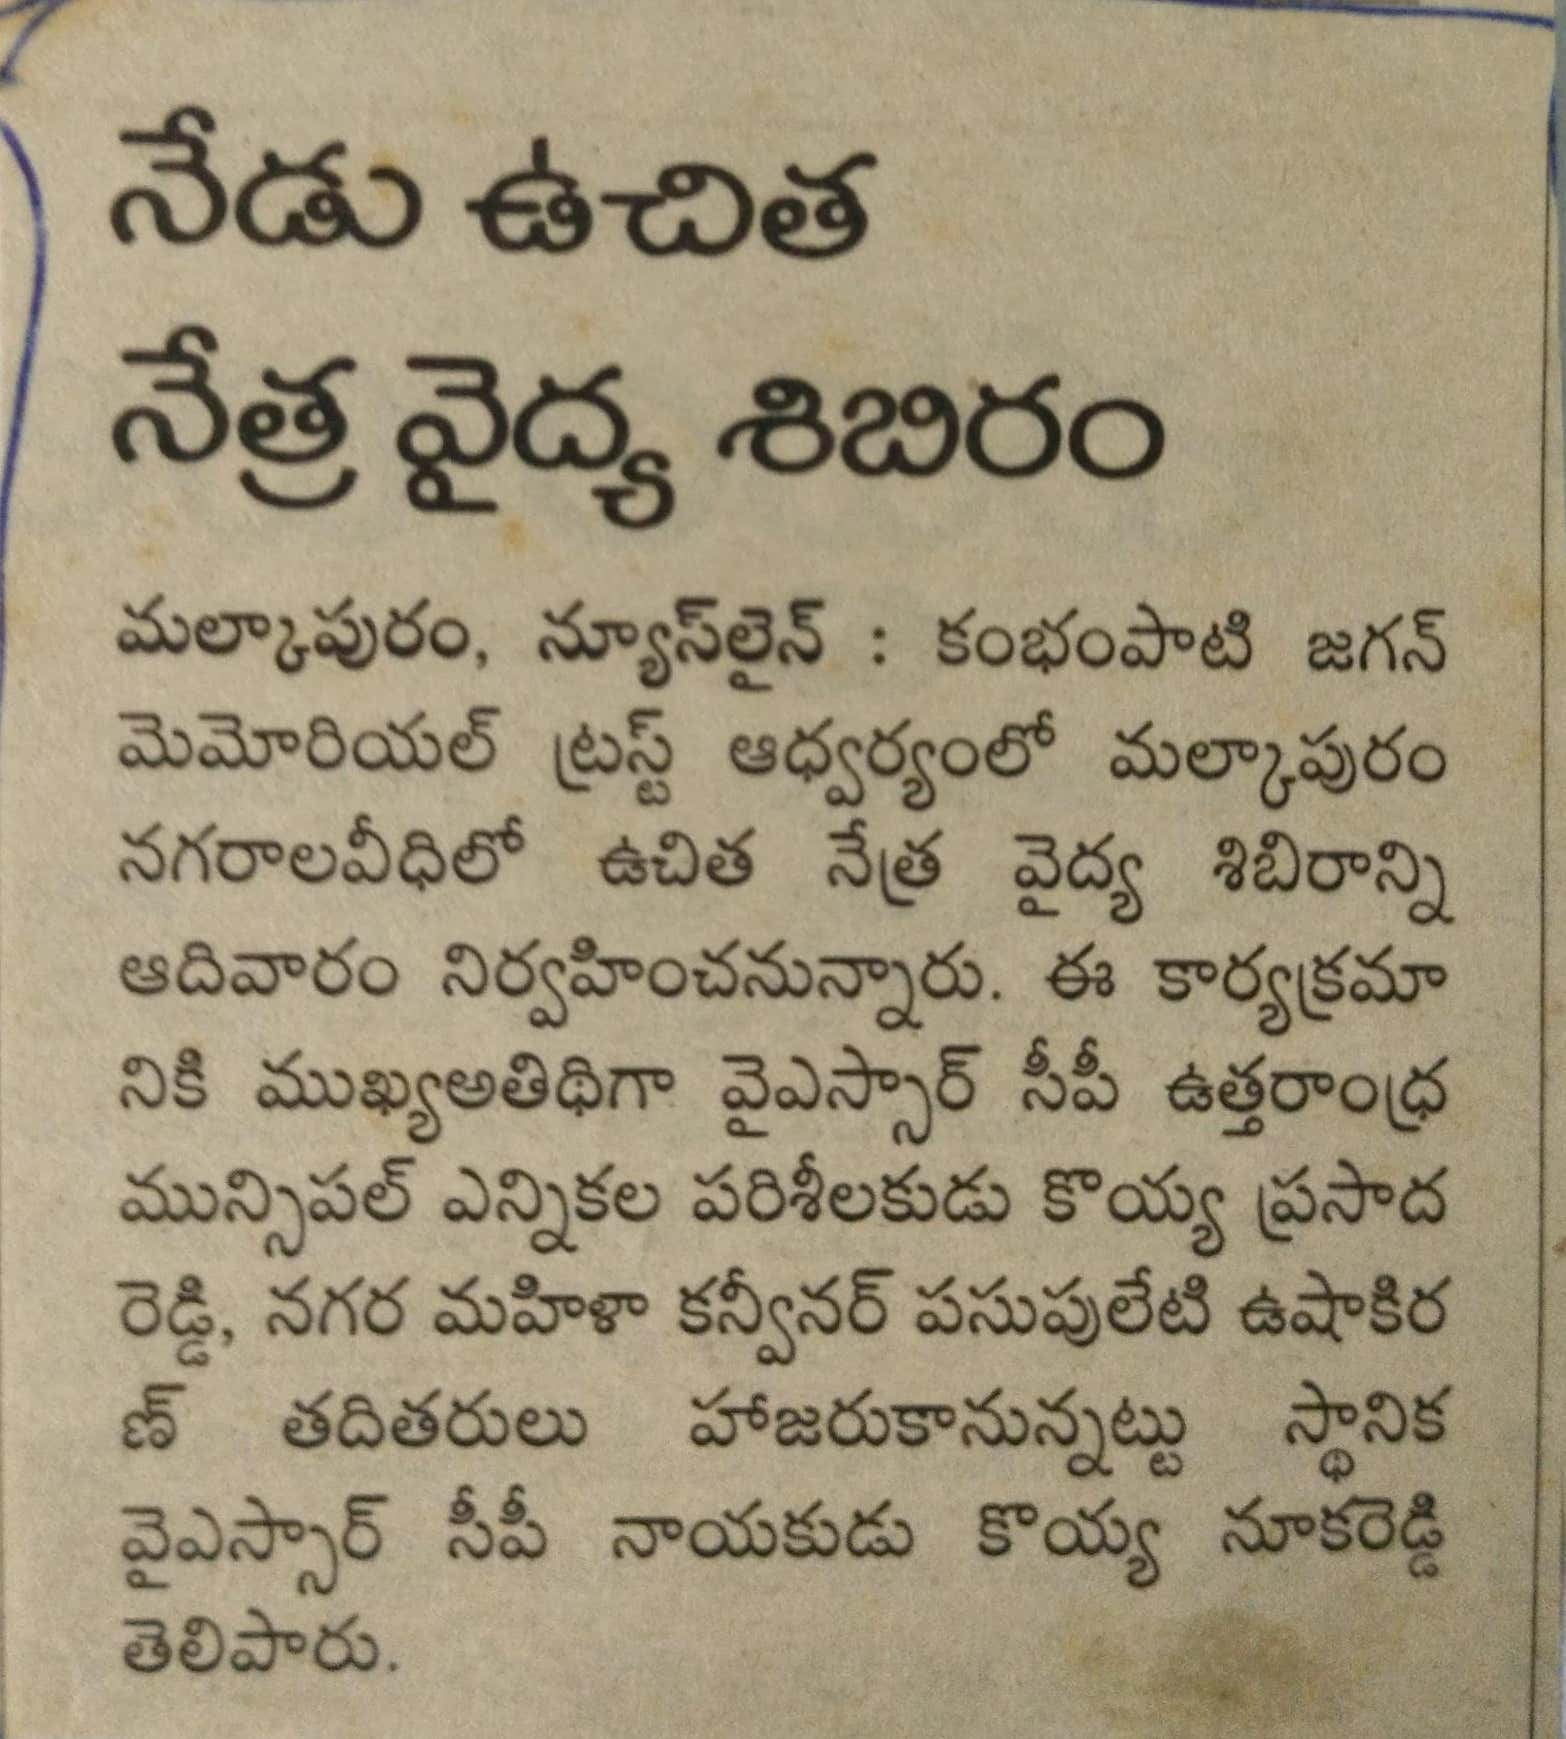 నేడు ఉచిత
నేత్ర వైద్య శిబిరం
మల్కాపురం, న్యూస్‌లైన్ : కంభంపాటి జగన్
మెమోరియల్ ట్రస్ట్ ఆధ్వర్యంలో మల్కాపురం
నగరాలవీధిలో ఉచిత నేత్ర వైద్య శిబిరాన్ని
ఆదివారం నిర్వహించనున్నారు. ఈ కార్యక్రమా
నికి ముఖ్యఅతిథిగా వైఎస్సార్ సీపీ ఉత్తరాంధ్ర
మున్సిపల్ ఎన్నికల పరిశీలకుడు కొయ్య ప్రసాద
రెడ్డి, నగర మహిళా కన్వీనర్ పసుపులేటి ఉషాకిర
ణ్ తదితరులు హాజరుకానున్నట్టు స్థానిక
వైఎస్సార్ సీపీ నాయకుడు కొయ్య నూకరెడ్డి
తెలిపారు.